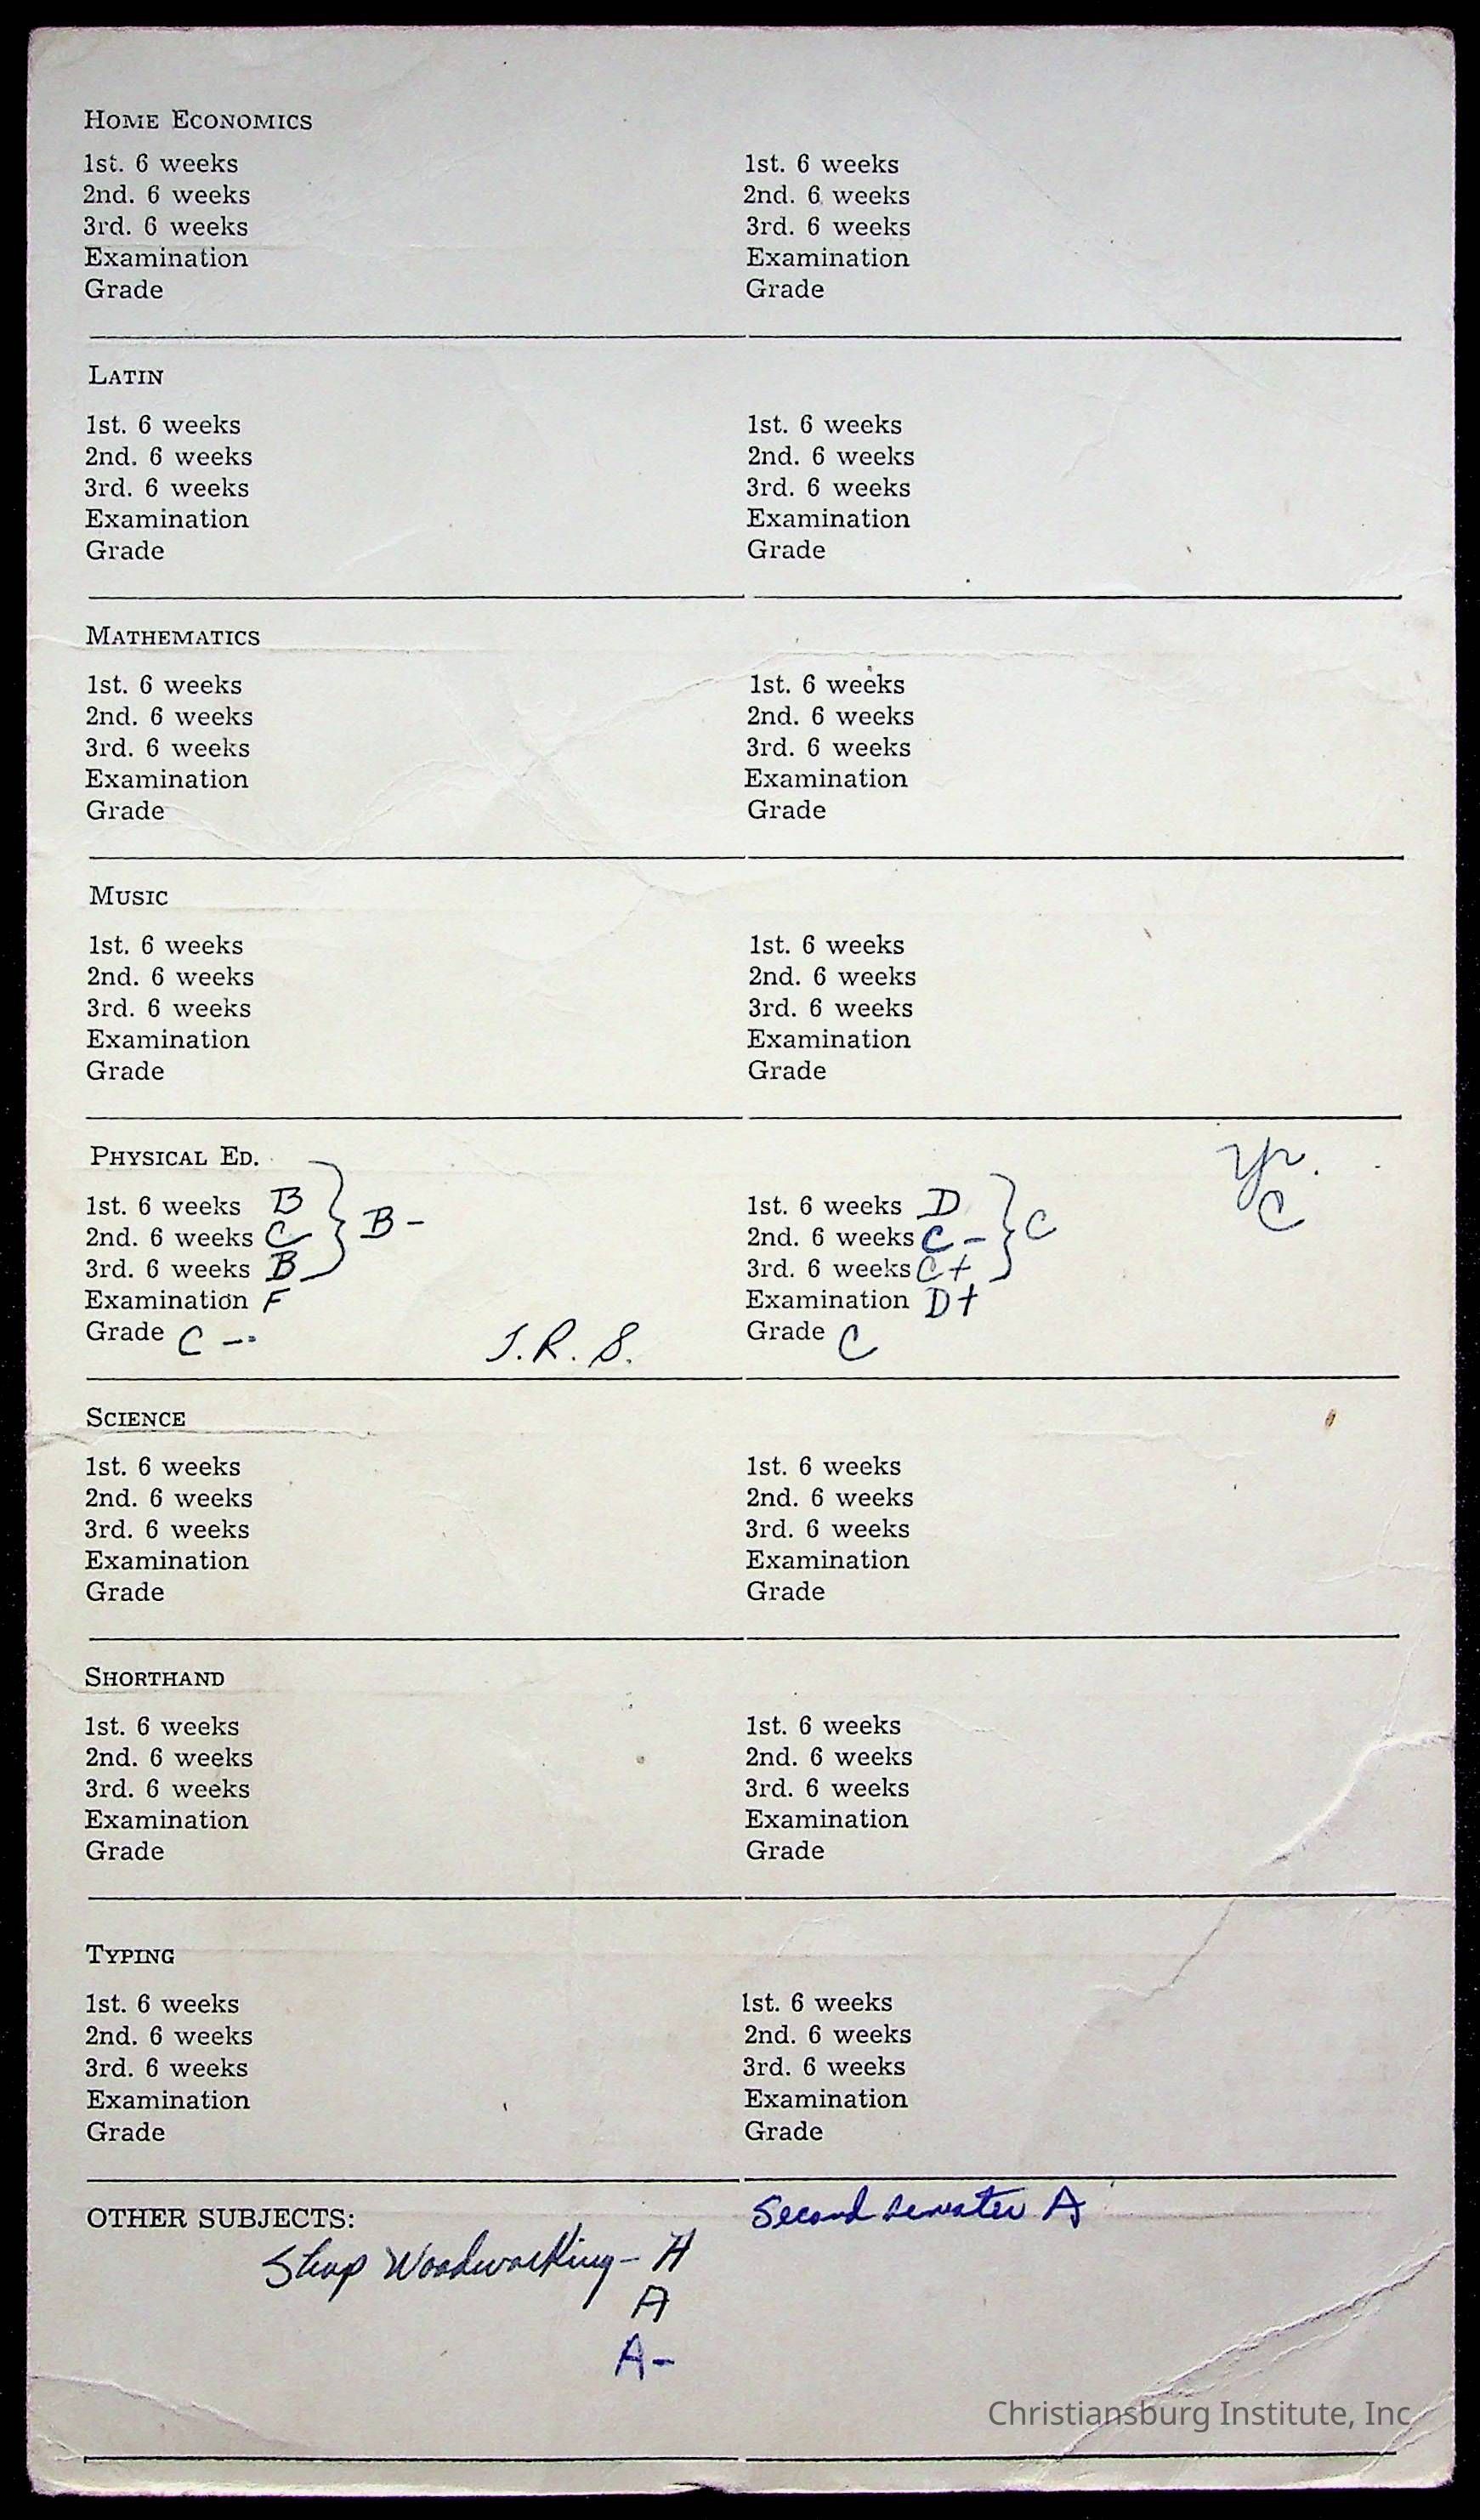 HOME ECONOMICS
1st. 6 weeks 1st. 6 weeks
2nd. 6 weeks 2nd. 6 weeks
3rd. 6 weeks 3rd. 6 weeks
Examination Examination
Grade Grade
LATIN
1st. 6 weeks 1st. 6 weeks
2nd. 6 weeks 2nd. 6 weeks
3rd. 6 weeks 3rd. 6 weeks
Examination Examination
Grade Grade
MATHEMATICS
1st. 6 weeks 1st. 6 weeks
2nd. 6 weeks 2nd. 6 weeks
3rd. 6 weeks 3rd. 6 weeks
Examination Examination
Grade Grade
MUSIC
1st. 6 weeks 1st. 6 weeks
2nd. 6 weeks 2nd. 6 weeks
3rd. 6 weeks 3rd. 6 weeks
Examination Examination
Grade Grade
PHYSICAL ED. Yr.
1st. 6 weeks B 1st. 6 weeks D C
2nd. 6 weeks C } B- 2nd. 6 weeks C- } C
3rd. 6 weeks B 3rd. 6 weeks C+
Examination F Examination D+
Grade C- J.R.S. Grade C
SCIENCE
1st. 6 weeks 1st. 6 weeks
2nd. 6 weeks 2nd. 6 weeks
3rd. 6 weeks 3rd. 6 weeks
Examination Examination
Grade Grade
SHORTHAND
1st. 6 weeks 1st. 6 weeks
2nd. 6 weeks 2nd. 6 weeks
3rd. 6 weeks 3rd. 6 weeks
Examination Examination
Grade Grade
TYPING
1st. 6 weeks 1st. 6 weeks
2nd. 6 weeks 2nd. 6 weeks
3rd. 6 weeks 3rd. 6 weeks
Examination Examination
Grade Grade
OTHER SUBJECTS: Second semester A
Shop Woodworking- A
A
A-
Christiansburg Institute, Inc